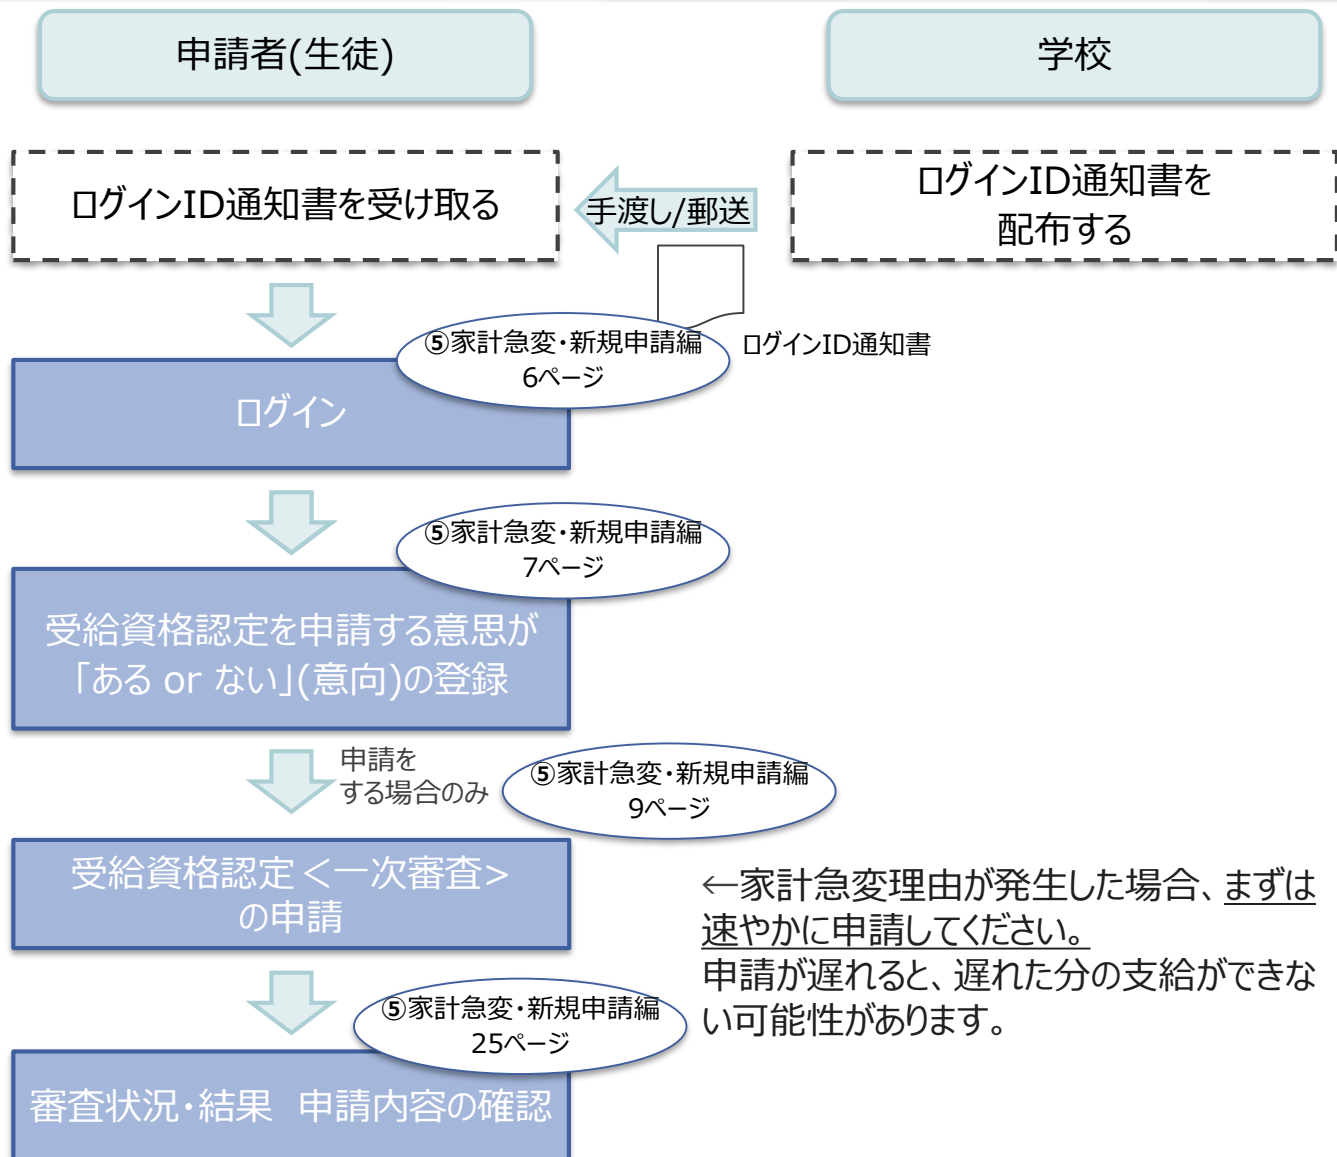 申請者(生徒)
学校
ログインID通知書を受け取る
手渡し/郵送
ログインID通知書を
配布する
ログインID通知書
⑤家計急変・新規申請編
6ページ
ログイン
⑤家計急変・新規申請編
7ページ
受給資格認定を申請する意思が
「ある or ない」(意向)の登録
申請を
する場合のみ
⑤家計急変・新規申請編
9ページ
受給資格認定＜一次審査>
の申請
←家計急変理由が発生した場合、まずは
速やかに申請してください。
申請が遅れると、遅れた分の支給ができな
い可能性があります。
⑤家計急変・新規申請編
25ページ
審査状況・結果　申請内容の確認